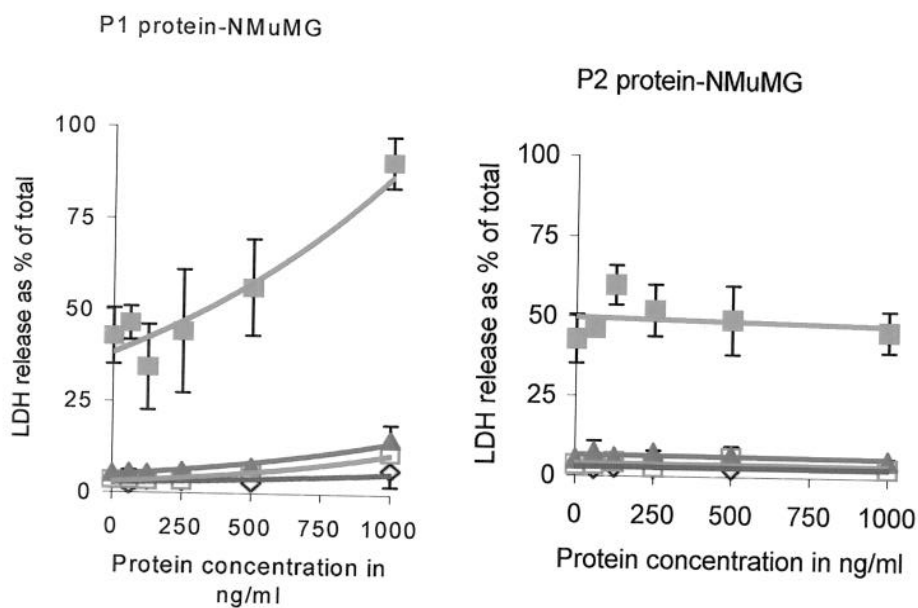 P1 protein-NMuMG
LDH release as % of total
100
75
50
25
0
0 250 500 750 1000
Protein concentration in
ng/ml
P2 protein-NMuMG
LDH release as % of total
100
75
50
25
0
0 250 500 750 1000
Protein concentration in ng/ml